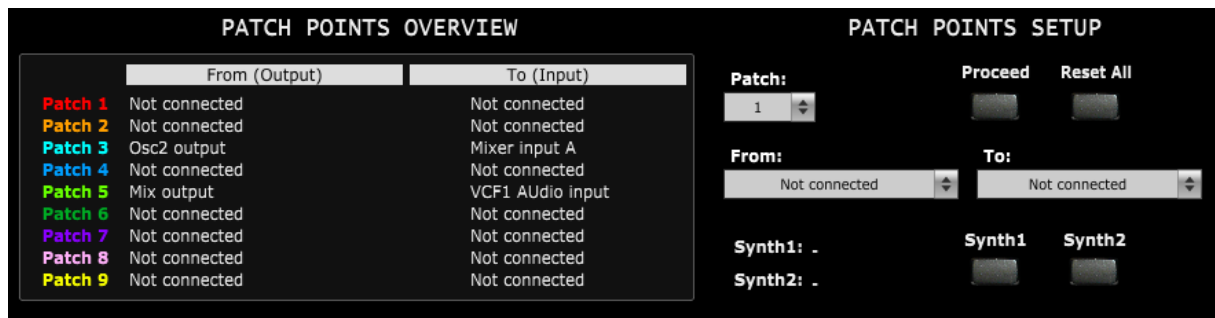 PATCH POINTS OVERVIEW
From (Output) To (Input)
Patch 1 Not connected Not connected
Patch 2 Not connected Not connected
Patch 3 Osc2 output Mixer input A
Patch 4 Not connected Not connected
Patch 5 Mix output VCF1 AUdio input
Patch 6 Not connected Not connected
Patch 7 Not connected Not connected
Patch 8 Not connected Not connected
Patch 9 Not connected Not connected
PATCH POINTS SETUP
Patch: Proceed Reset All
1
From: To:
Not connected Not connected
Synth1: - Synth1 Synth2
Synth2: -